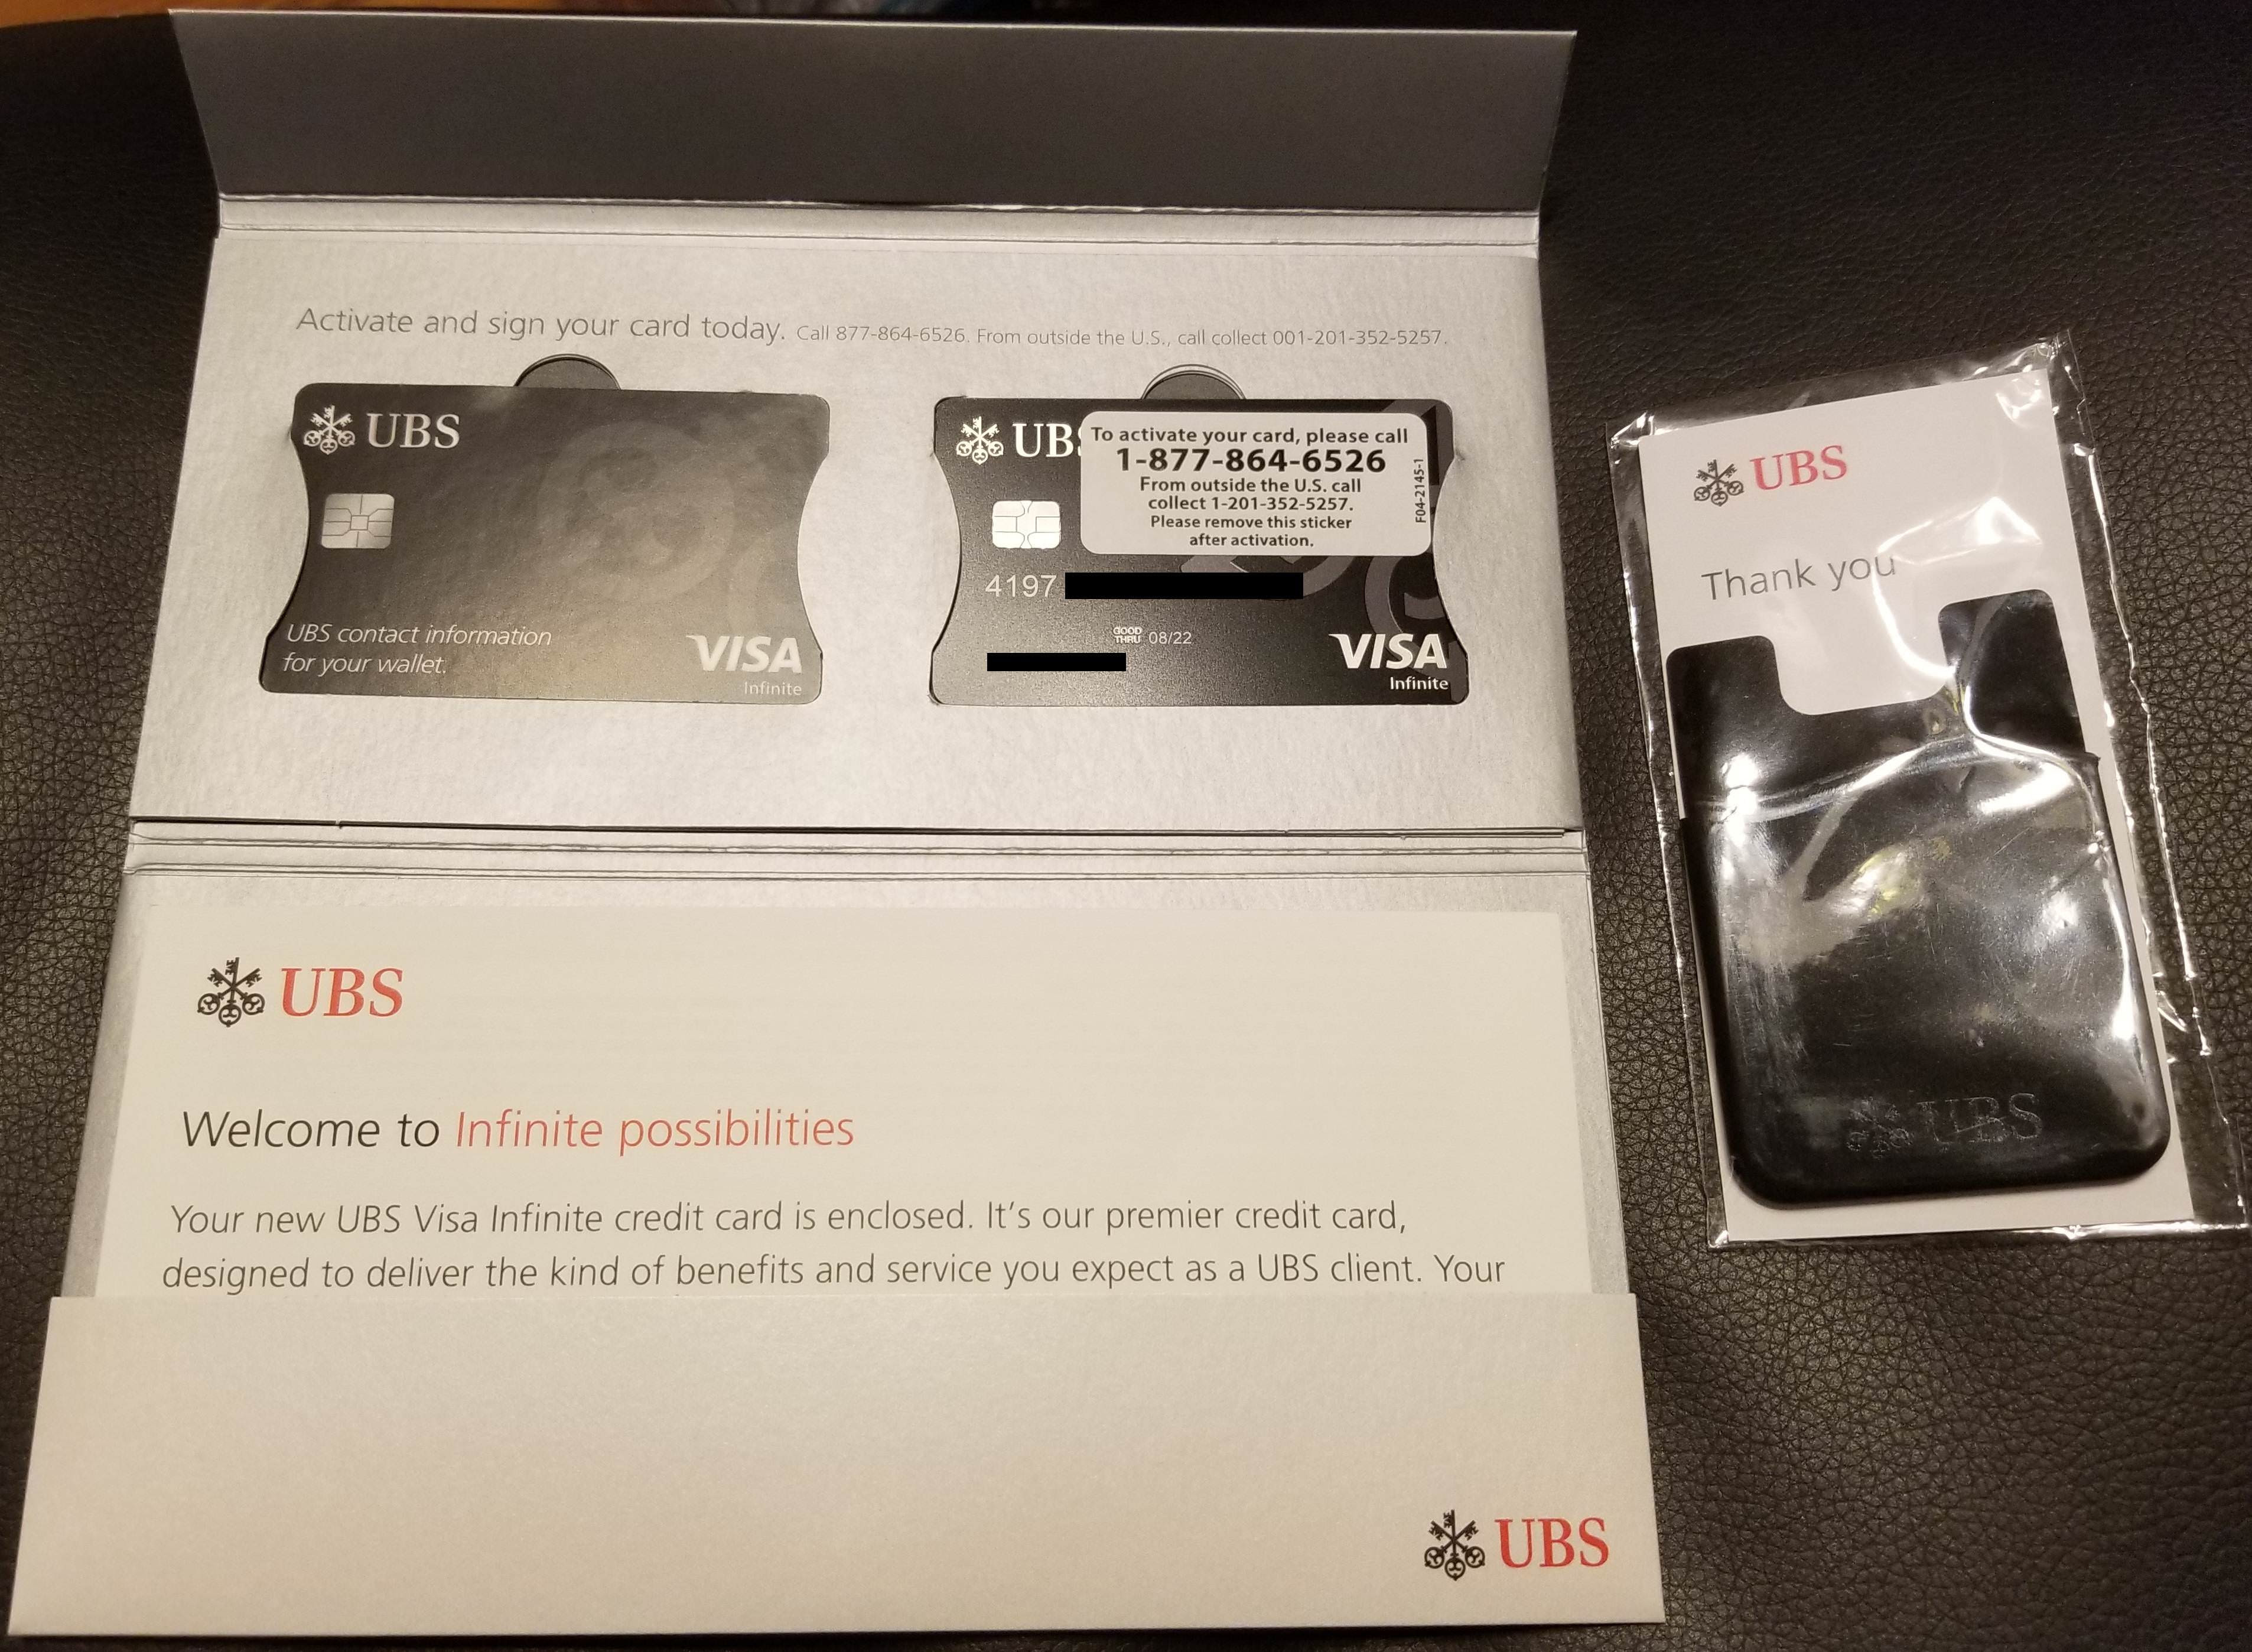 Activate and sign your card today. Call 877-864-6526. From outside the U.S., call collect 001-201-352-5257.
UBS
UBS contact information
for your wallet.
VISA
Infinite
UBS
To activate your card, please call
1-877-864-6526
From outside the U.S. call
collect 1-201-352-5257.
Please remove this sticker
after activation.
F04-2145-1
4197
GOOD
THRU 08/22
VISA
Infinite
UBS
Thank you
UBS
UBS
Welcome to Infinite possibilities
Your new UBS Visa Infinite credit card is enclosed. It's our premier credit card,
designed to deliver the kind of benefits and service you expect as a UBS client. Your
UBS